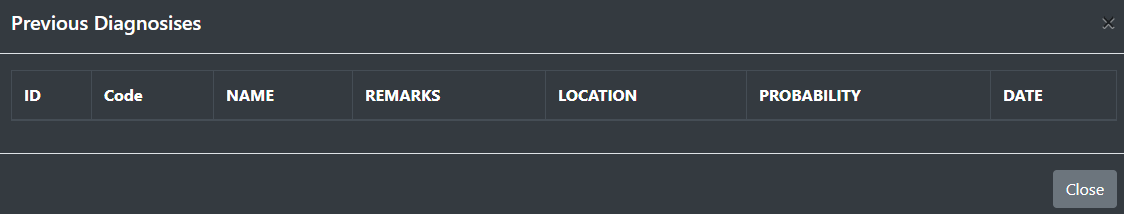 Previous Diagnosises ×
ID Code NAME REMARKS LOCATION PROBABILITY DATE
Close